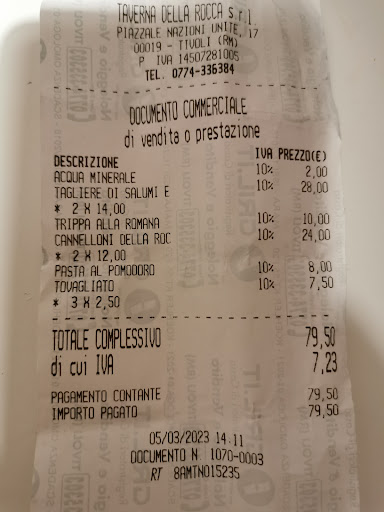 TAVERNA DELLA ROCCA s.r.l.
PIAZZALE NAZIONI UNITE, 17
00019 - TIVOLI (RM)
P IVA 14507281005
TEL. 0774-336384
DOCUMENTO COMMERCIALE
di vendita o prestazione
DESCRIZIONE IVA PREZZO(€)
ACQUA MINERALE 10% 2,00
TAGLIERE DI SALUMI E 10% 28,00
* 2 X 14,00
TRIPPA ALLA ROMANA 10% 10,00
CANNELLONI DELLA ROC 10% 24,00
* 2 X 12,00
PASTA AL POMODORO 10% 8,00
TOVAGLIATO 10% 7,50
* 3 X 2,50
TOTALE COMPLESSIVO 79,50
di cui IVA 7,23
PAGAMENTO CONTANTE 79,50
IMPORTO PAGATO 79,50
05/03/2023 14.11
DOCUMENTO N. 1070-0003
RT 8AMTN015235